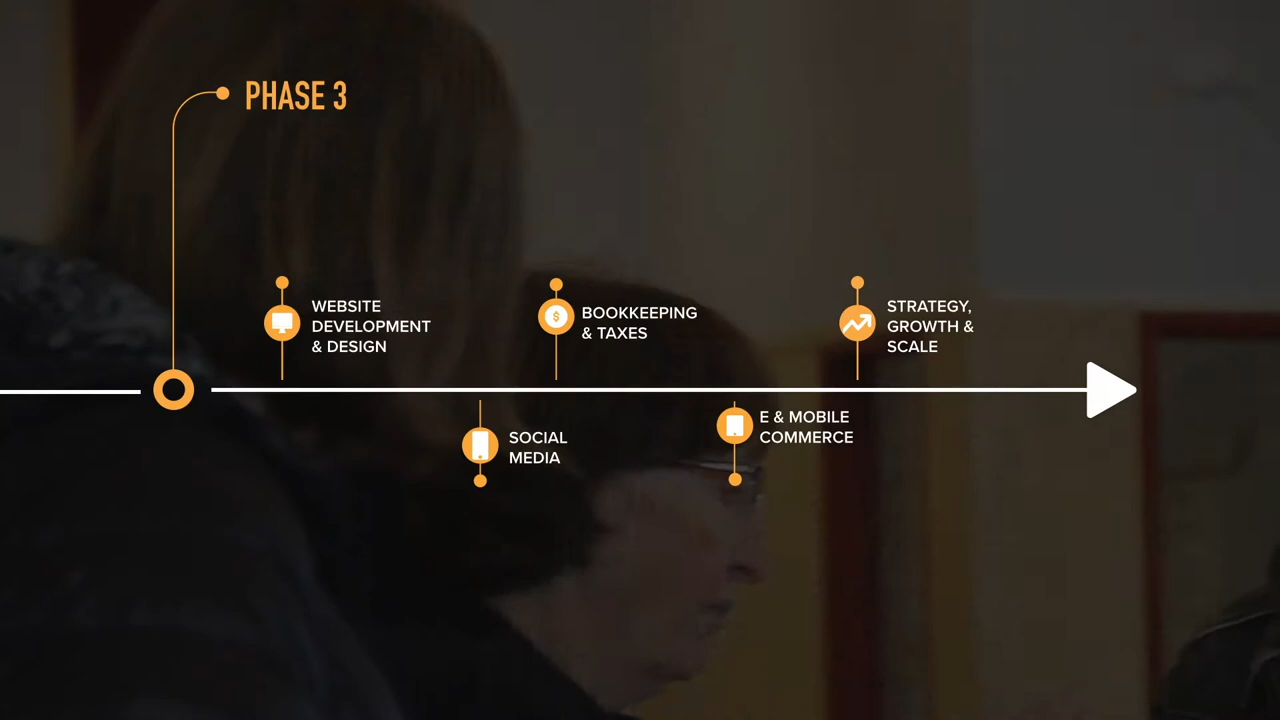 PHASE 3
WEBSITE
DEVELOPMENT
& DESIGN
SOCIAL
MEDIA
$
BOOKKEEPING
& TAXES
E & MOBILE
COMMERCE
STRATEGY,
GROWTH &
SCALE